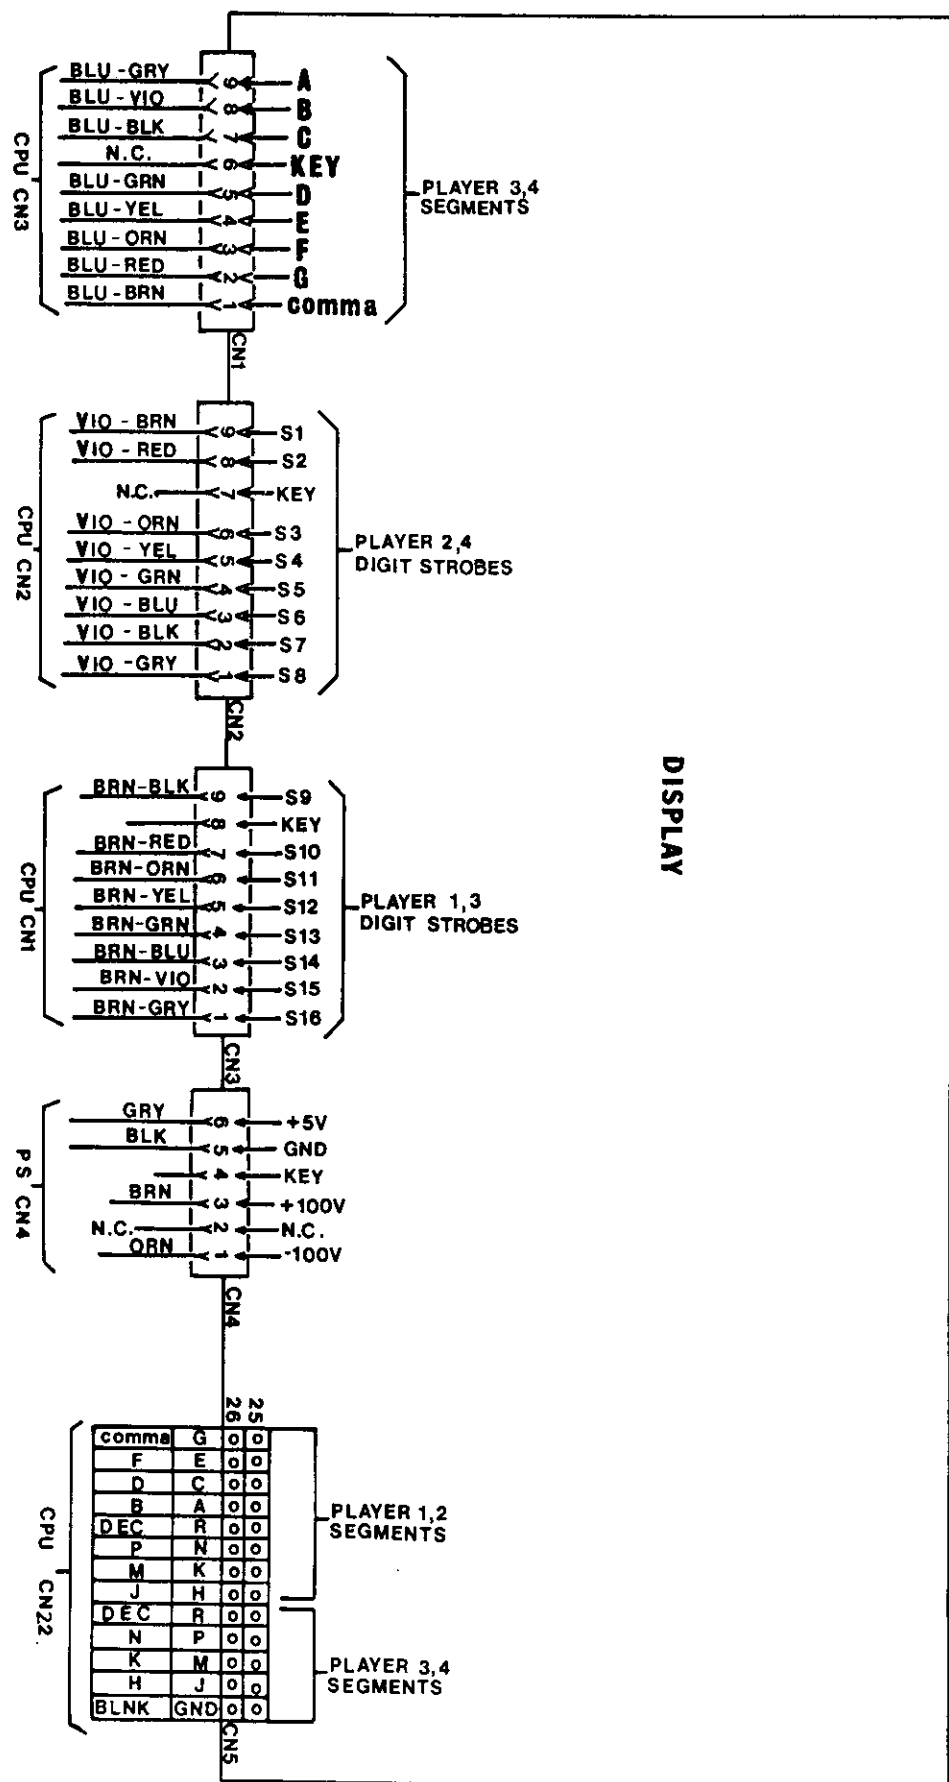 BLU-GRY 9 A
BLU-VIO 8 B
BLU-BLK 7 C
N.C. 6 KEY
BLU-GRN 5 D
BLU-YEL 4 E
BLU-ORN 3 F
BLU-RED 2 G
BLU-BRN 1 comma
CPU CN3
PLAYER 3,4
SEGMENTS
CN1
VIO - BRN 9 S1
VIO - RED 8 S2
N.C. 7 KEY
VIO - ORN 6 S3
VIO - YEL 5 S4
VIO - GRN 4 S5
VIO - BLU 3 S6
VIO - BLK 2 S7
VIO - GRY 1 S8
CPU CN2
PLAYER 2,4
DIGIT STROBES
CN2
DISPLAY
BRN-BLK 9 S9
8 KEY
BRN-RED 7 S10
BRN-ORN 6 S11
BRN-YEL 5 S12
BRN-GRN 4 S13
BRN-BLU 3 S14
BRN-VIO 2 S15
BRN-GRY 1 S16
CPU CN1
PLAYER 1,3
DIGIT STROBES
CN3
GRY 6 +5V
BLK 5 GND
4 KEY
BRN 3 +100V
N.C. 2 N.C.
ORN 1 -100V
PS CN4
CN4
26 25
comma G
F E
D C
B A
DEC R
P N
M K
J H
DEC R
N P
K M
H J
BLNK GND
CPU CN22
PLAYER 1,2
SEGMENTS
PLAYER 3,4
SEGMENTS
CN5